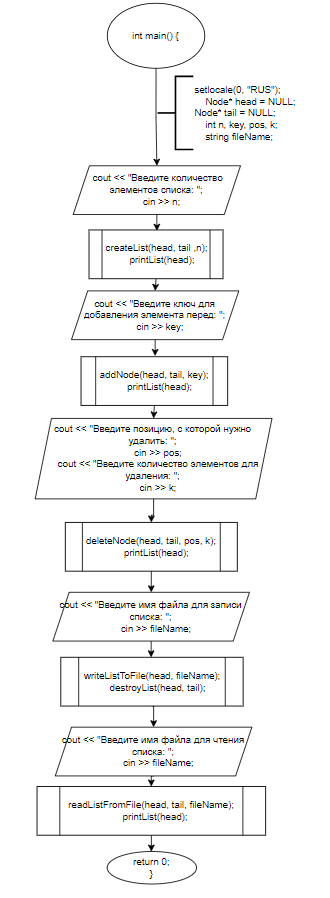 int main() {
setlocale(0, "RUS");
Node* head = NULL;
Node* tail = NULL;
int n, key, pos, k;
string fileName;
cout << "Введите количество
элементов списка: ";
cin >> n;
createList(head, tail ,n);
printList(head);
cout << "Введите ключ для
добавления элемента перед: ";
cin >> key;
addNode(head, tail, key);
printList(head);
cout << "Введите позицию, с которой нужно
удалить: ";
cin >> pos;
cout << "Введите количество элементов для
удаления: ";
cin >> k;
deleteNode(head, tail, pos, k);
printList(head);
cout << "Введите имя файла для записи
списка: ";
cin >> fileName;
writeListToFile(head, fileName);
destroyList(head, tail);
cout << "Введите имя файла для чтения
списка: ";
cin >> fileName;
readListFromFile(head, tail, fileName);
printList(head);
return 0;
}